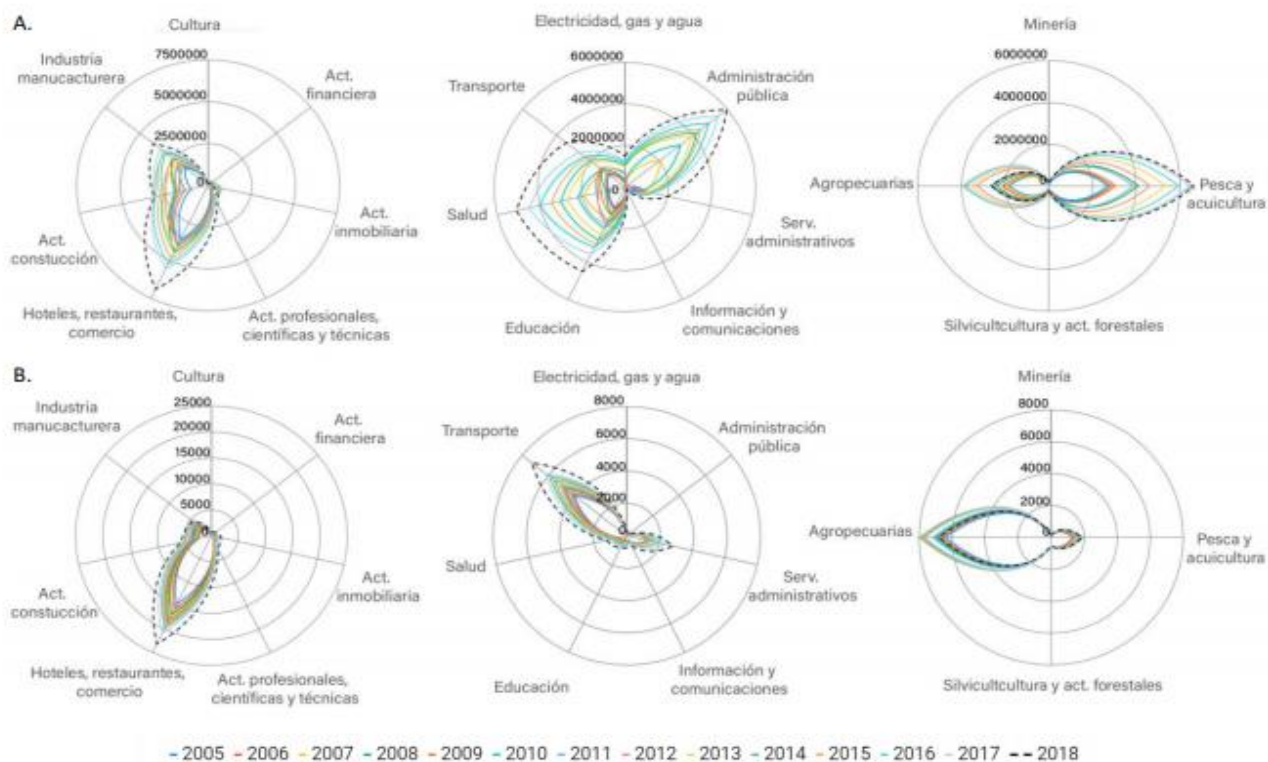 A.
Cultura
7500000
5000000
2500000
0
Industria
manucacturera
Act.
financiera
Act.
inmobiliaria
Act. profesionales,
científicas y técnicas
Hoteles, restaurantes,
comercio
Act.
constucción
Electricidad, gas y agua
6000000
4000000
2000000
0
Transporte
Administración
pública
Serv.
administrativos
Información y
comunicaciones
Educación
Salud
Minería
6000000
4000000
2000000
0
Agropecuarias
Pesca y
acuicultura
Silvicultcultura y act. forestales
B.
Cultura
25000
20000
15000
10000
5000
0
Industria
manucacturera
Act.
financiera
Act.
inmobiliaria
Act. profesionales,
científicas y técnicas
Hoteles, restaurantes,
comercio
Act.
constucción
Electricidad, gas y agua
8000
6000
4000
2000
0
Transporte
Administración
pública
Serv.
administrativos
Información y
comunicaciones
Educación
Salud
Minería
8000
6000
4000
2000
0
Agropecuarias
Pesca y
acuicultura
Silvicultcultura y act. forestales
2005 2006 2007 2008 2009 2010 2011 2012 2013 2014 2015 2016 2017 2018